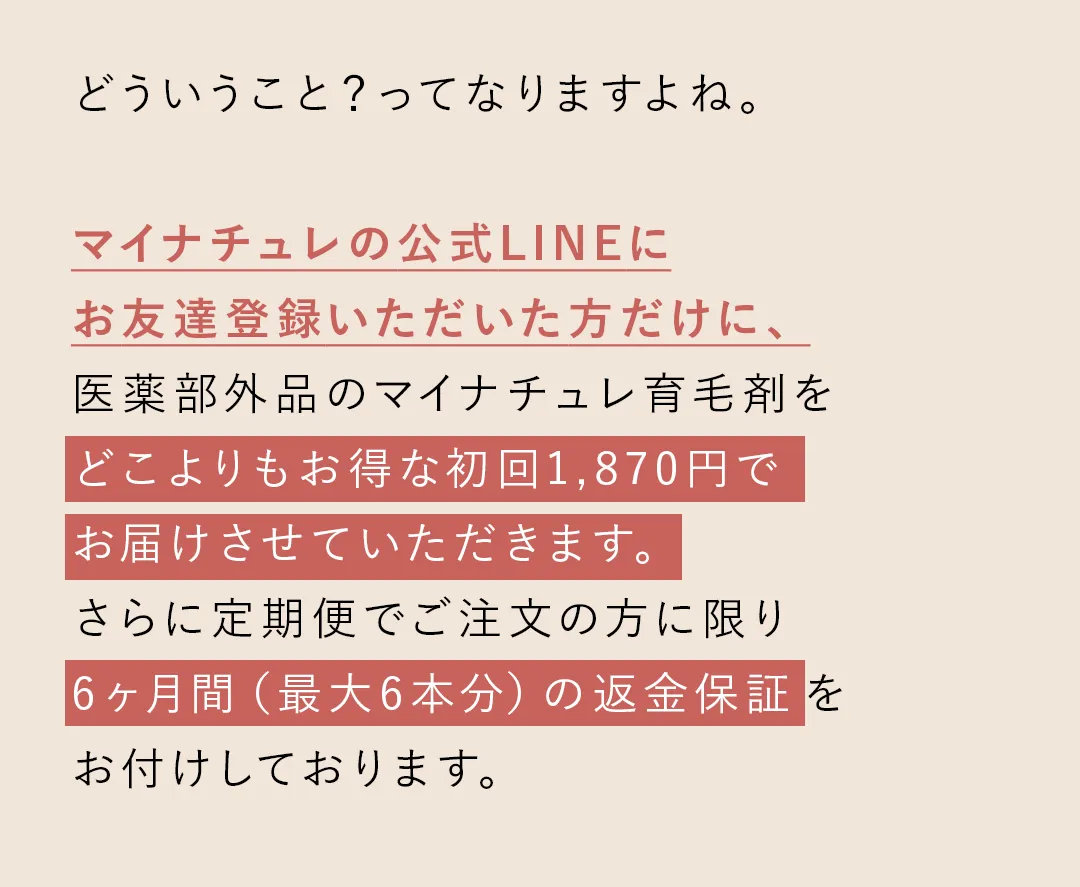 どういうこと？ってなりますよね。
マイナチュレの公式LINEに
お友達登録いただいた方だけに、
医薬部外品のマイナチュレ育毛剤を
どこよりもお得な初回1,870円で
お届けさせていただきます。
さらに定期便でご注文の方に限り
6ヶ月間（最大6本分）の返金保証を
お付けしております。